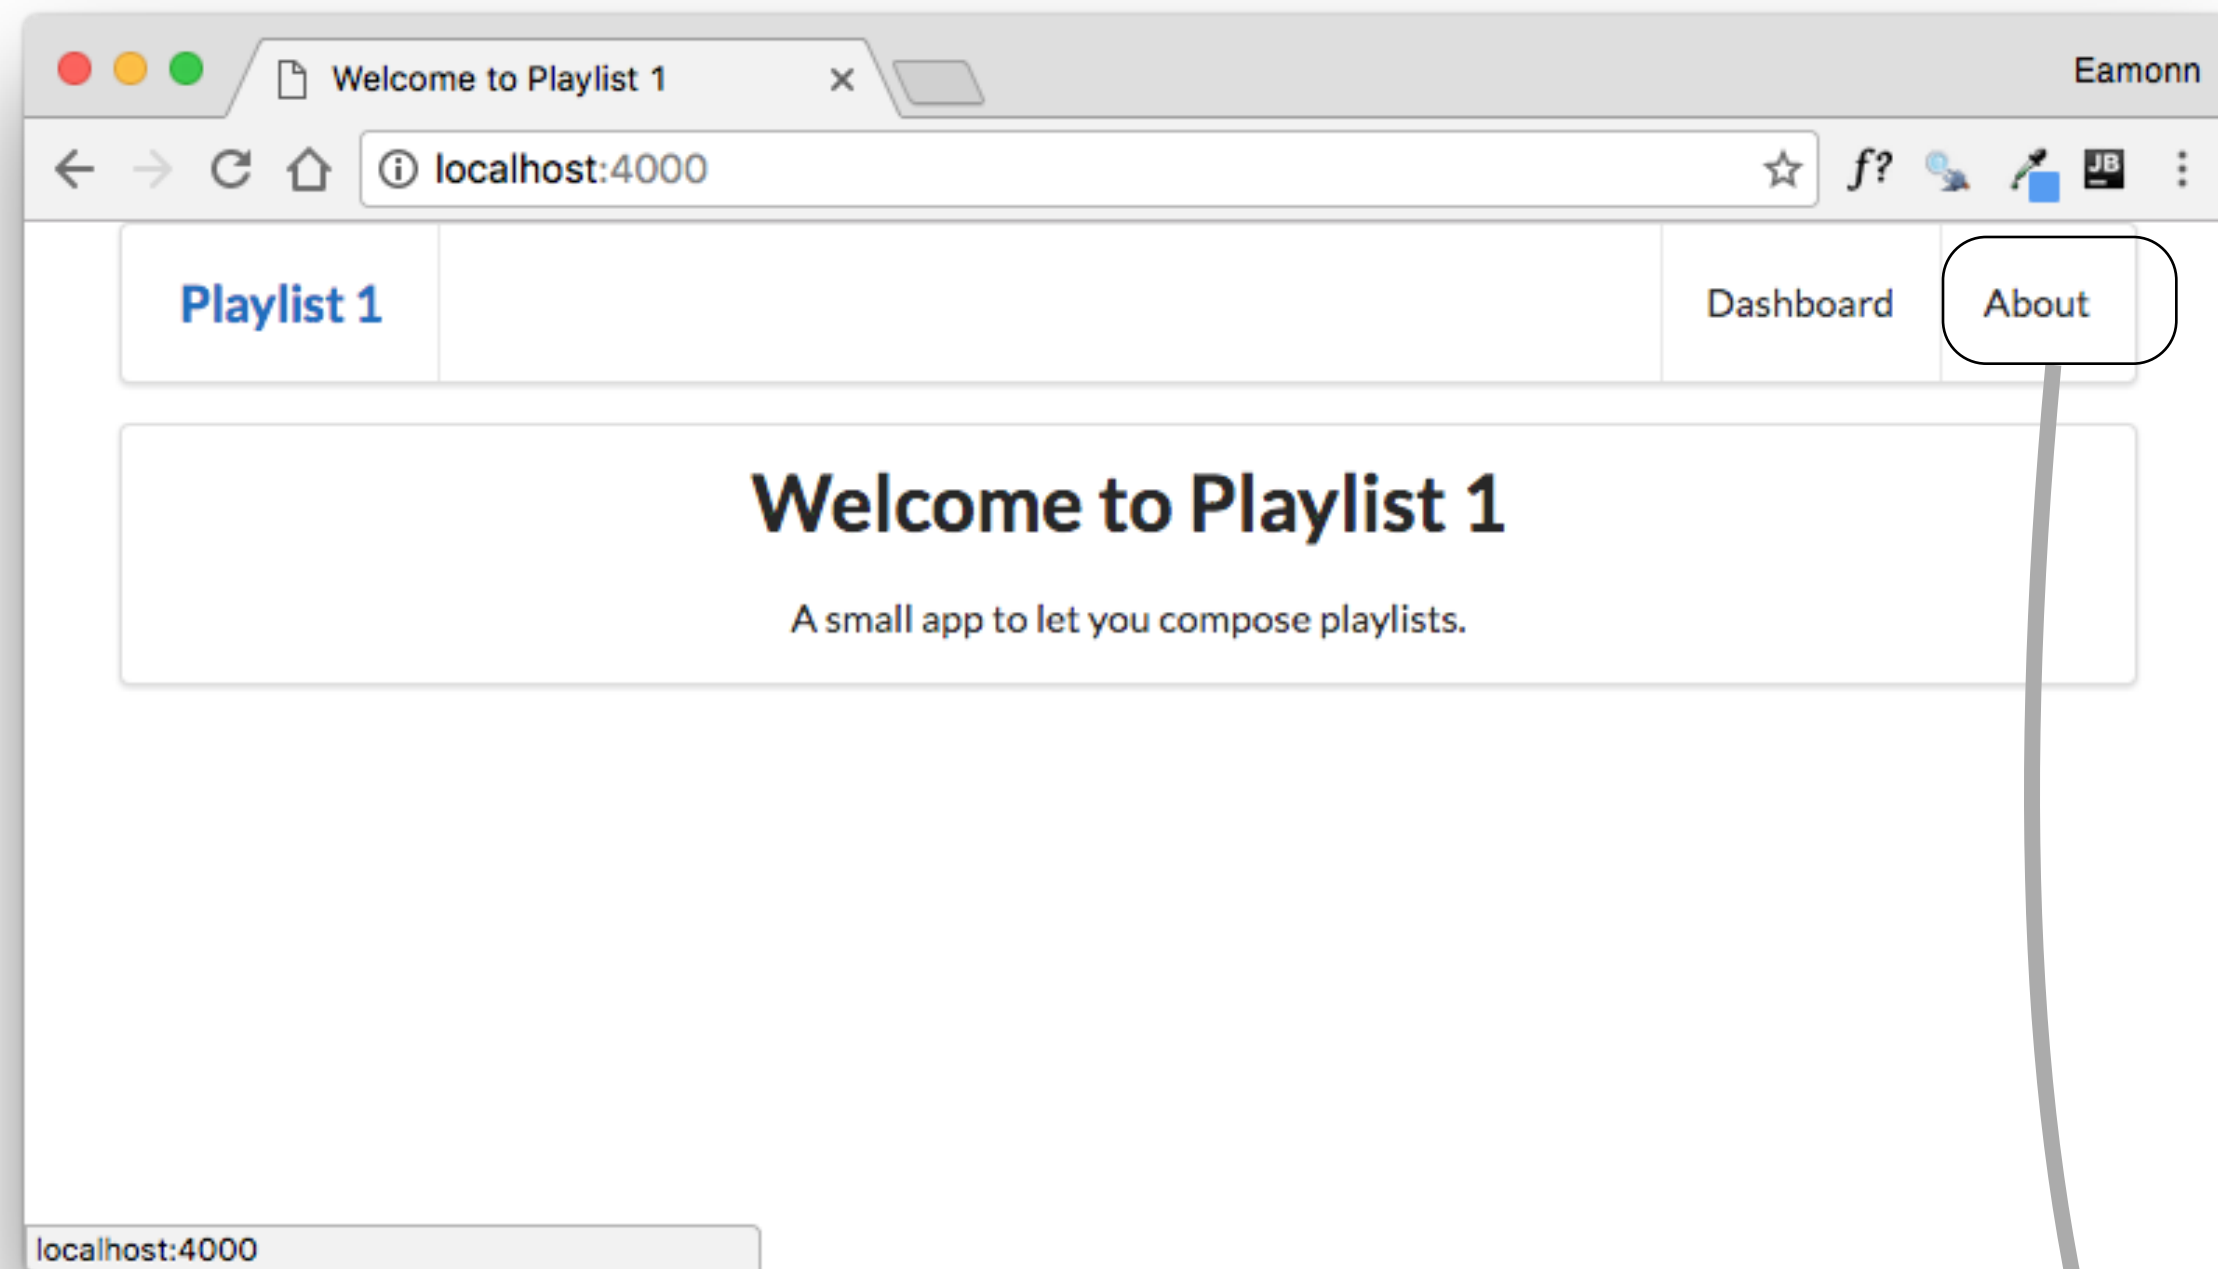 Welcome to Playlist 1
Eamonn
localhost:4000
f?
JB
Playlist 1
Dashboard
About
Welcome to Playlist 1
A small app to let you compose playlists.
localhost:4000